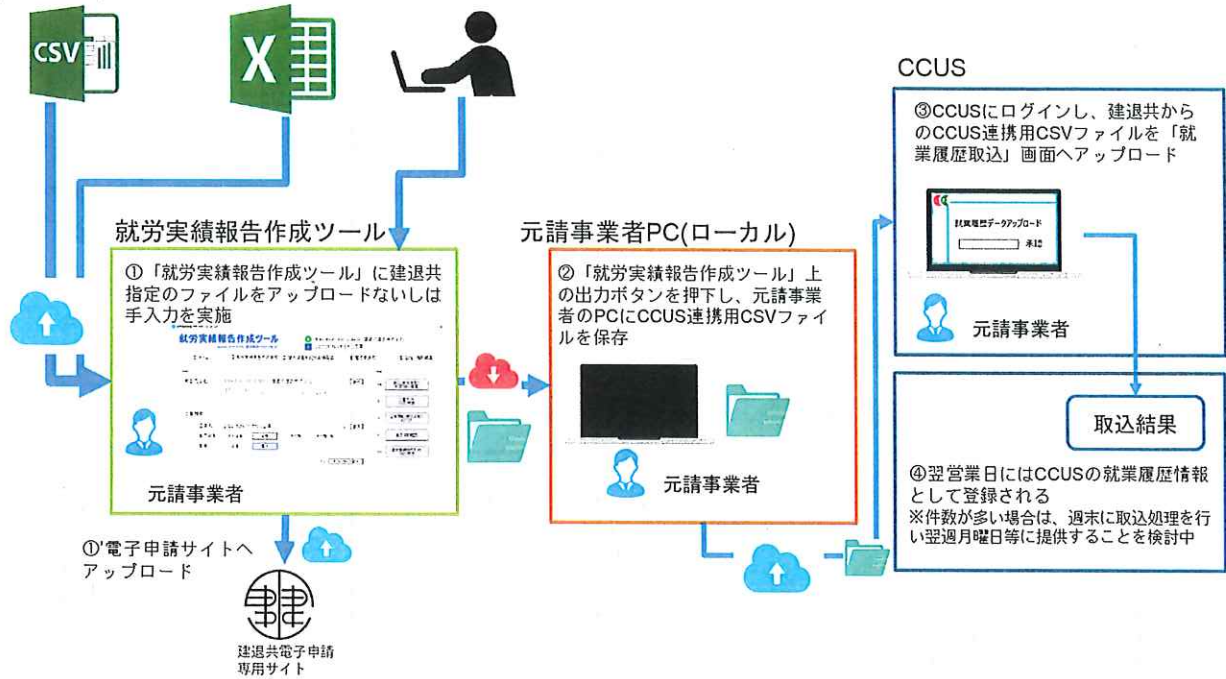 CSV
X
就労実績報告作成ツール
①「就労実績報告作成ツール」に建退共
指定のファイルをアップロードないしは
手入力を実施
就労実績報告作成ツール
元請事業者
①'電子申請サイトへ
アップロード
建退共電子申請
専用サイト
元請事業者PC(ローカル)
②「就労実績報告作成ツール」上
の出力ボタンを押下し、元請事業
者のPCにCCUS連携用CSVファイ
ルを保存
元請事業者
CCUS
③CCUSにログインし、建退共から
のCCUS連携用CSVファイルを「就
業履歴取込」画面へアップロード
就業履歴データアップロード
承認
元請事業者
取込結果
④翌営業日にはCCUSの就業履歴情報
として登録される
※件数が多い場合は、週末に取込処理を行
い翌週月曜日等に提供することを検討中